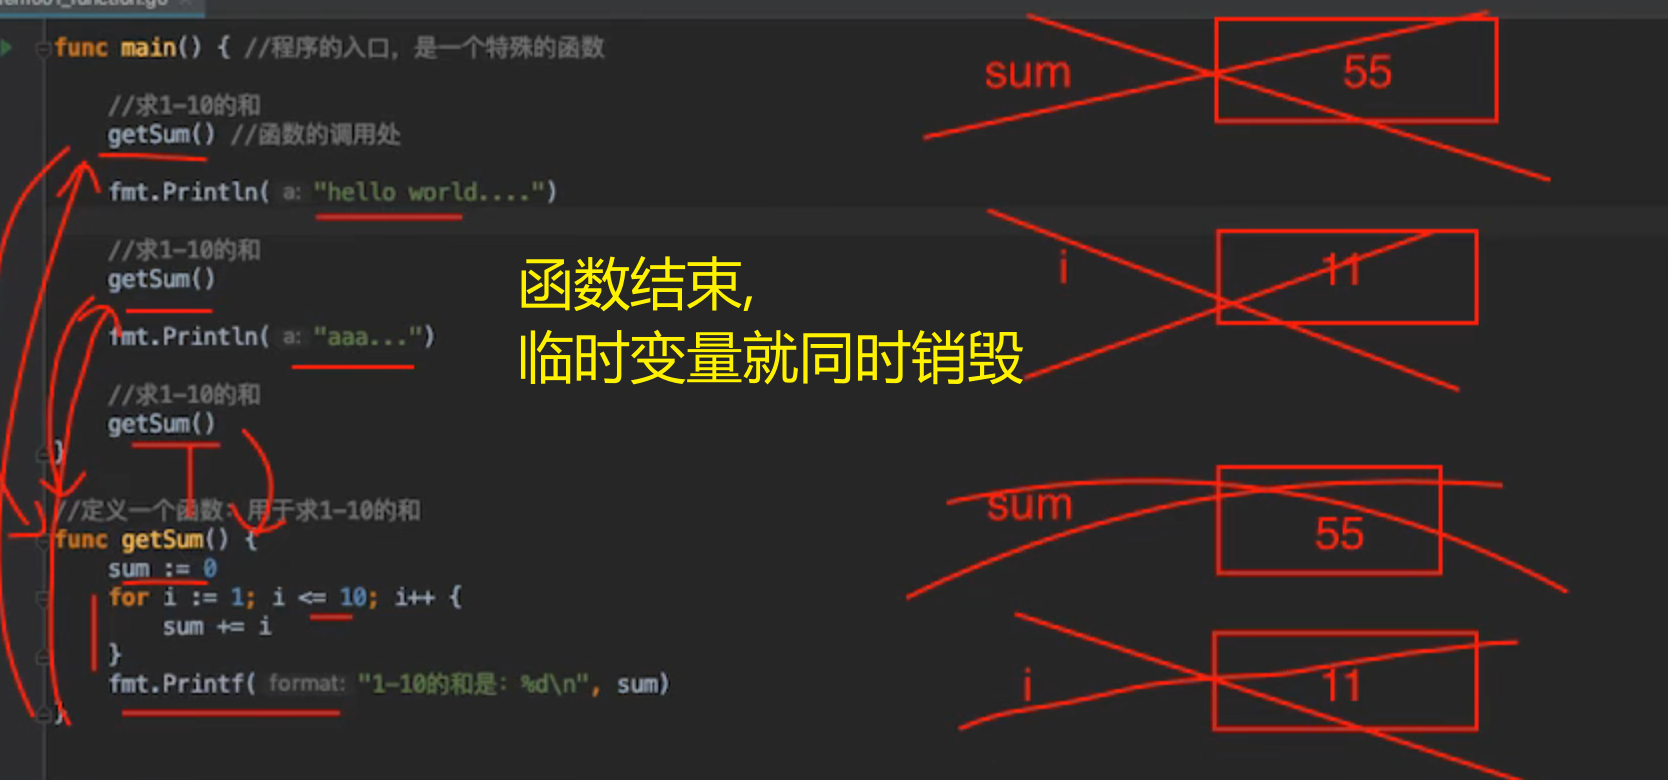 func main() { //程序的入口，是一个特殊的函数
//求1-10的和
getSum() //函数的调用处
fmt.Println( a: "hello world....")
//求1-10的和
getSum()
fmt.Println( a: "aaa...")
//求1-10的和
getSum()
}
//定义一个函数：用于求1-10的和
func getSum() {
sum := 0
for i := 1; i <= 10; i++ {
sum += i
}
fmt.Printf( format: "1-10的和是：%d\n", sum)
}
函数结束,
临时变量就同时销毁
sum 55
i 11
sum 55
i 11